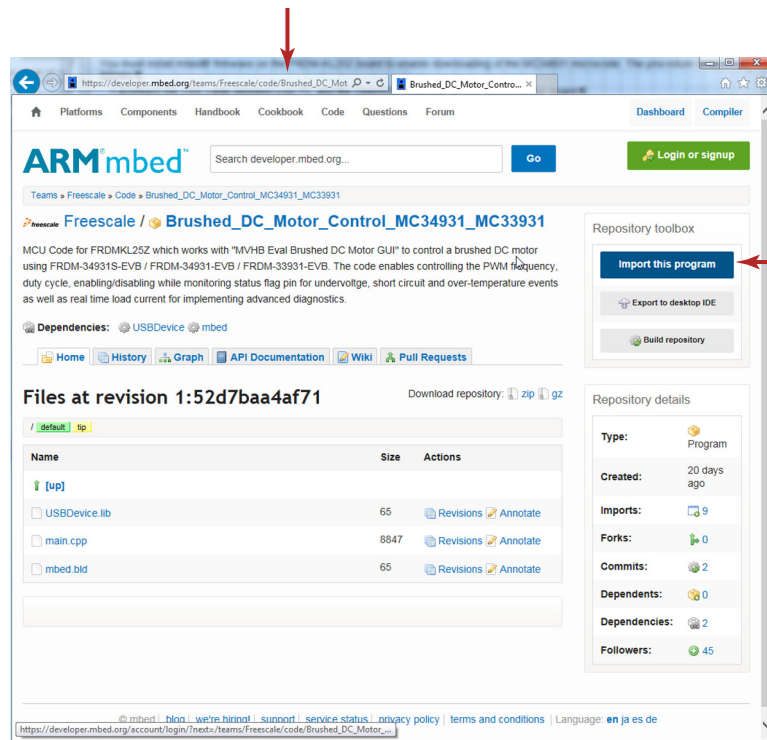 https://developer.mbed.org/teams/Freescale/code/Brushed_DC_Mot
Brushed_DC_Motor_Contro...
Platforms Components Handbook Cookbook Code Questions Forum Dashboard Compiler
ARM®mbed™ Search developer.mbed.org... Go Login or signup
Teams » Freescale » Code » Brushed_DC_Motor_Control_MC34931_MC33931
freescale Freescale / Brushed_DC_Motor_Control_MC34931_MC33931
MCU Code for FRDMKL25Z which works with "MVHB Eval Brushed DC Motor GUI" to control a brushed DC motor
using FRDM-34931S-EVB / FRDM-34931-EVB / FRDM-33931-EVB. The code enables controlling the PWM frequency,
duty cycle, enabling/disabling while monitoring status flag pin for undervoltge, short circuit and over-temperature events
as well as real time load current for implementing advanced diagnostics.
Dependencies: USBDevice mbed
Home History Graph API Documentation Wiki Pull Requests
Files at revision 1:52d7baa4af71 Download repository: zip gz
/ default tip
Name Size Actions
[up]
USBDevice.lib 65 Revisions Annotate
main.cpp 8847 Revisions Annotate
mbed.bld 65 Revisions Annotate
Repository toolbox
Import this program
Export to desktop IDE
Build repository
Repository details
Type: Program
Created: 20 days
ago
Imports: 9
Forks: 0
Commits: 2
Dependents: 0
Dependencies: 2
Followers: 45
© mbed | blog | we're hiring! | support | service status | privacy policy | terms and conditions | Language: en ja es de
https://developer.mbed.org/account/login/?next=/teams/Freescale/code/Brushed_DC_Motor_...